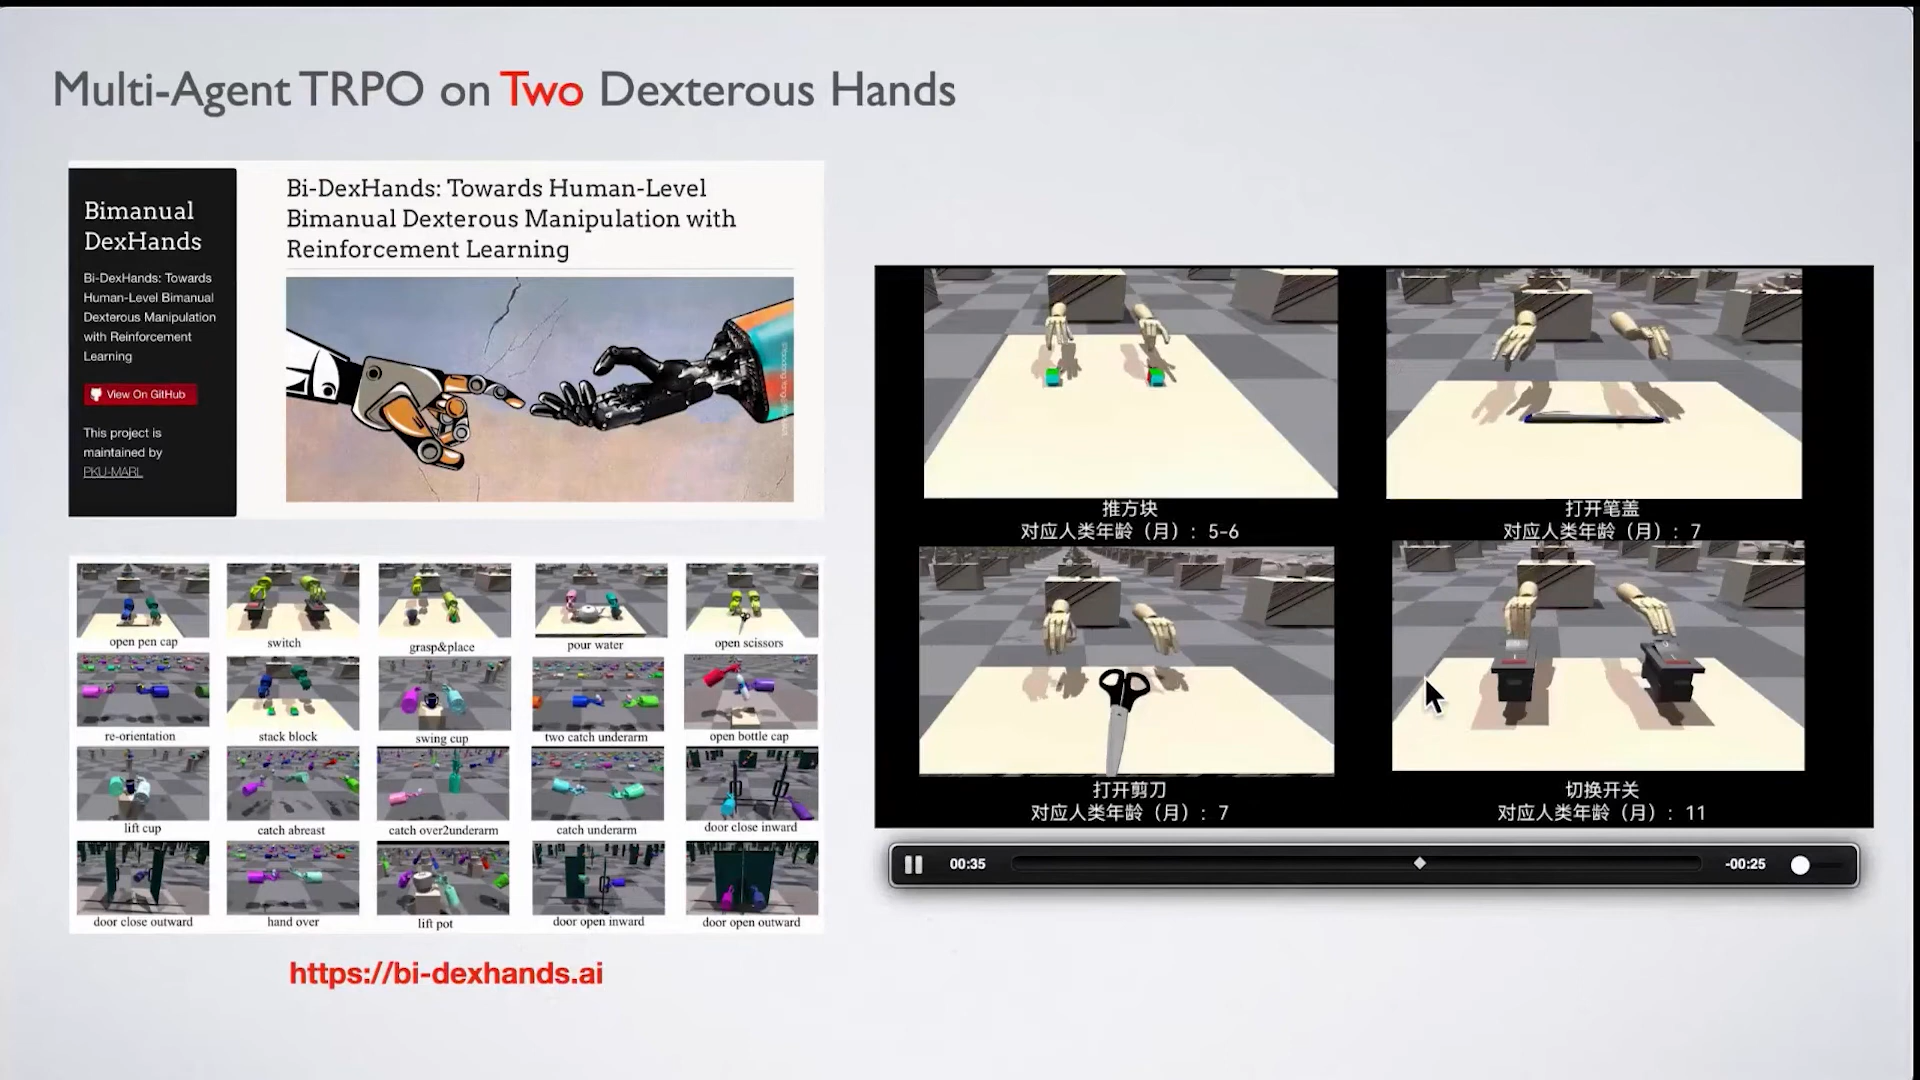 Multi-Agent TRPO on Two Dexterous Hands
Bimanual
DexHands
Bi-DexHands: Towards
Human-Level Bimanual
Dexterous Manipulation
with Reinforcement
Learning
View On GitHub
This project is
maintained by
PKU-MARL
Bi-DexHands: Towards Human-Level
Bimanual Dexterous Manipulation with
Reinforcement Learning
open pen cap
switch
grasp&place
pour water
open scissors
re-orientation
stack block
swing cup
two catch underarm
open bottle cap
lift cup
catch abreast
catch over2underarm
catch underarm
door close inward
door close outward
hand over
lift pot
door open inward
door open outward
https://bi-dexhands.ai
推方块
对应人类年龄（月）：5-6
打开笔盖
对应人类年龄（月）：7
打开剪刀
对应人类年龄（月）：7
切换开关
对应人类年龄（月）：11
00:35
-00:25